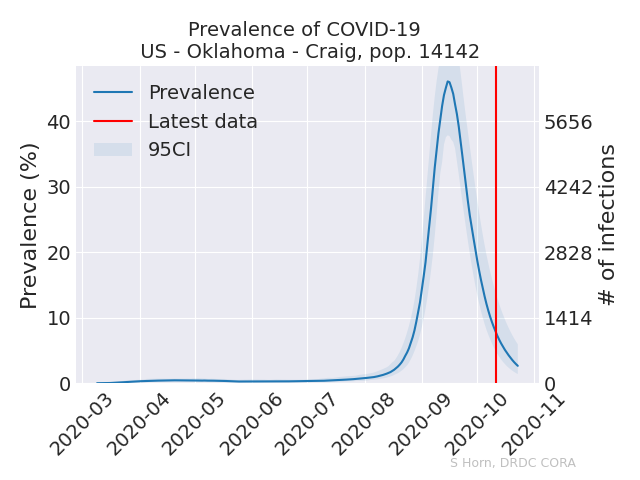 Prevalence of COVID-19
US - Oklahoma - Craig, pop. 14142
Prevalence
Latest data
95CI
Prevalence (%)
40
30
20
10
0
5656
4242
2828
1414
0
# of infections
2020-03
2020-04
2020-05
2020-06
2020-07
2020-08
2020-09
2020-10
2020-11
S Horn, DRDC CORA